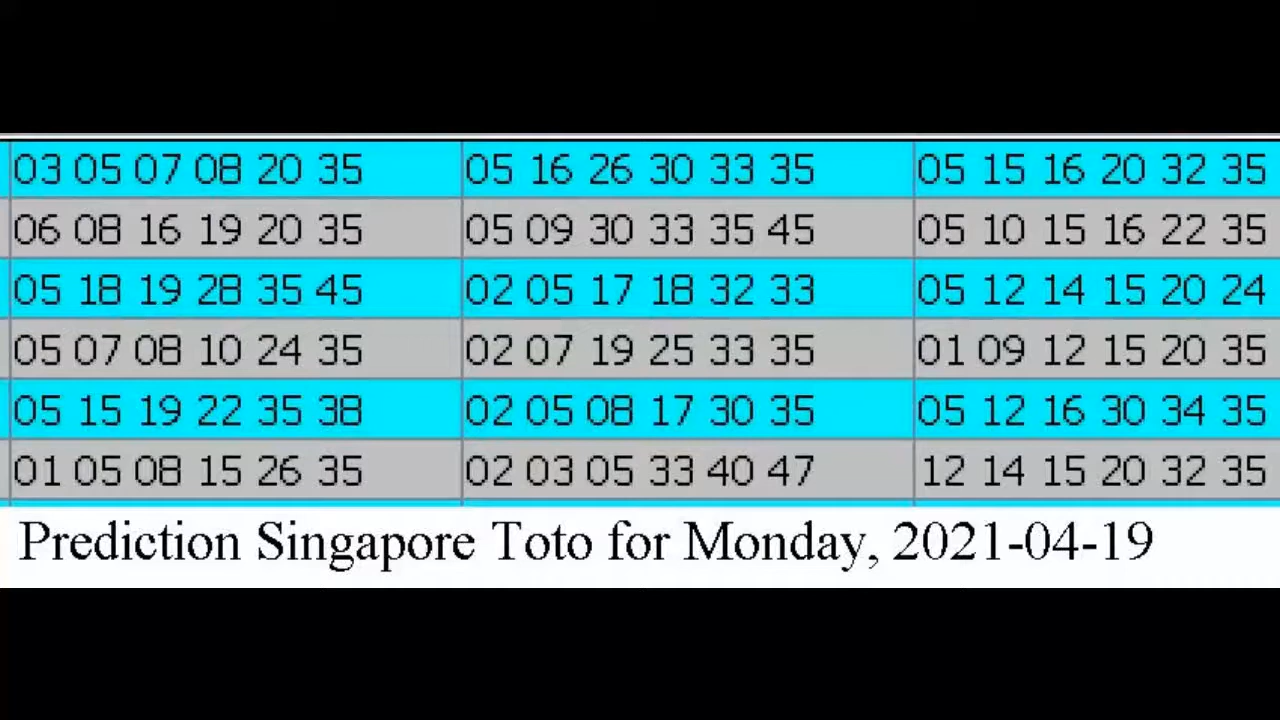 03 05 07 08 20 35 05 16 26 30 33 35 05 15 16 20 32 35
06 08 16 19 20 35 05 09 30 33 35 45 05 10 15 16 22 35
05 18 19 28 35 45 02 05 17 18 32 33 05 12 14 15 20 24
05 07 08 10 24 35 02 07 19 25 33 35 01 09 12 15 20 35
05 15 19 22 35 38 02 05 08 17 30 35 05 12 16 30 34 35
01 05 08 15 26 35 02 03 05 33 40 47 12 14 15 20 32 35
Prediction Singapore Toto for Monday, 2021-04-19